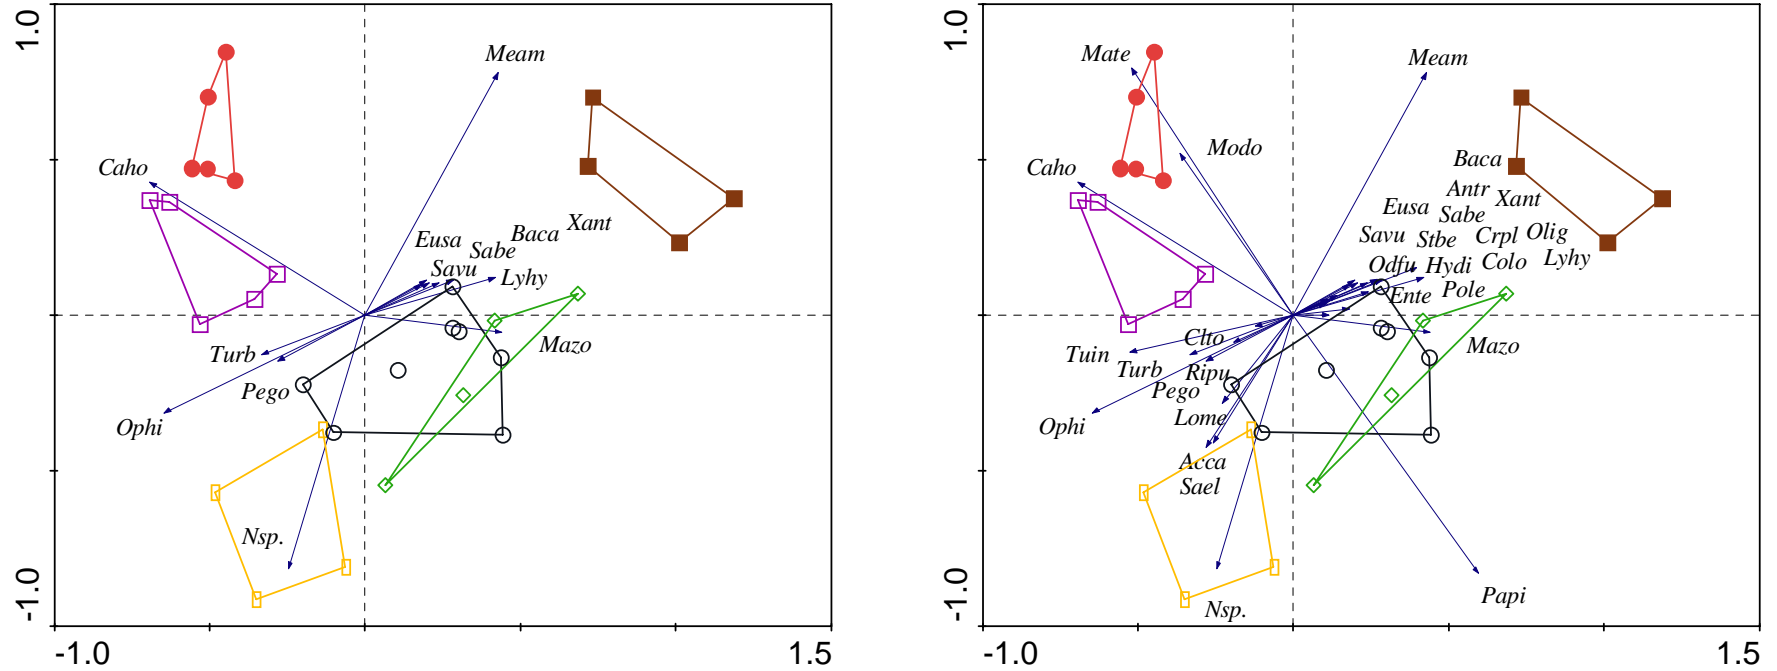 1.0
Meam
Caho
Xant
Baca
Eusa
Sabe
Savu
Lyhy
Turb
Mazo
Pego
Ophi
Nsp.
-1.0
-1.0
1.5
1.0
Mate
Meam
Modo
Caho
Baca
Antr
Xant
Eusa
Sabe
Savu
Stbe
Crpl
Olig
Lyhy
Odfu
Hydi
Colo
Ente
Pole
Clto
Mazo
Tuin
Turb
Ripu
Pego
Lome
Ophi
Acca
Sael
Papi
Nsp.
-1.0
-1.0
1.5